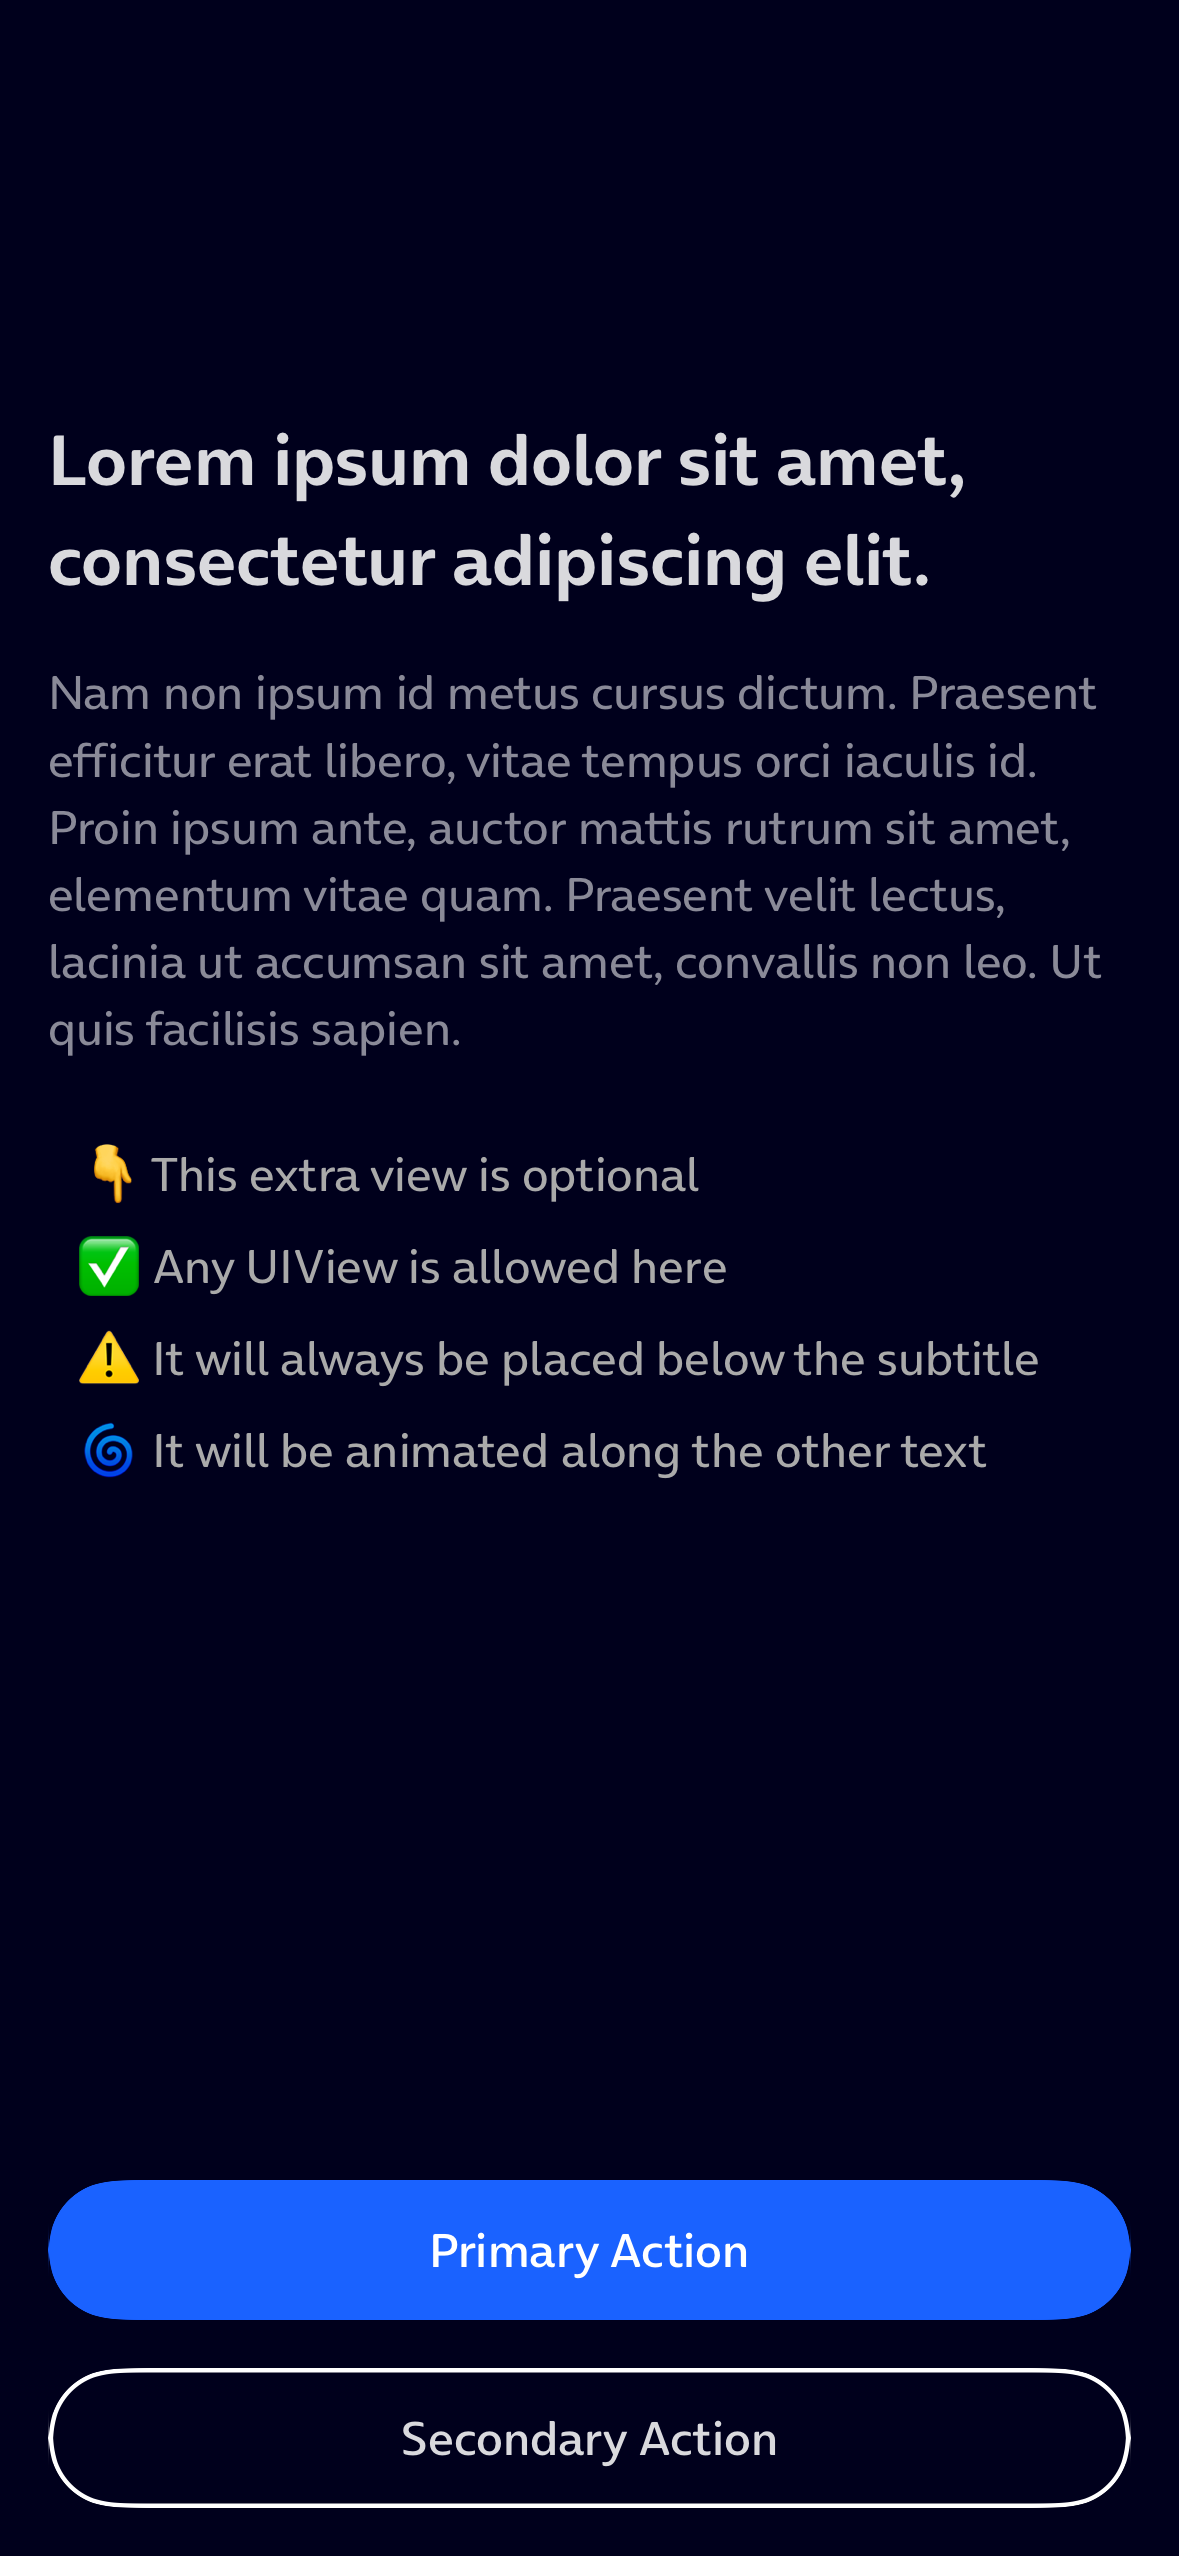 Lorem ipsum dolor sit amet,
consectetur adipiscing elit.
Nam non ipsum id metus cursus dictum. Praesent
efficitur erat libero, vitae tempus orci iaculis id.
Proin ipsum ante, auctor mattis rutrum sit amet,
elementum vitae quam. Praesent velit lectus,
lacinia ut accumsan sit amet, convallis non leo. Ut
quis facilisis sapien.
👇 This extra view is optional
✅ Any UIView is allowed here
⚠️ It will always be placed below the subtitle
🌀 It will be animated along the other text
Primary Action
Secondary Action